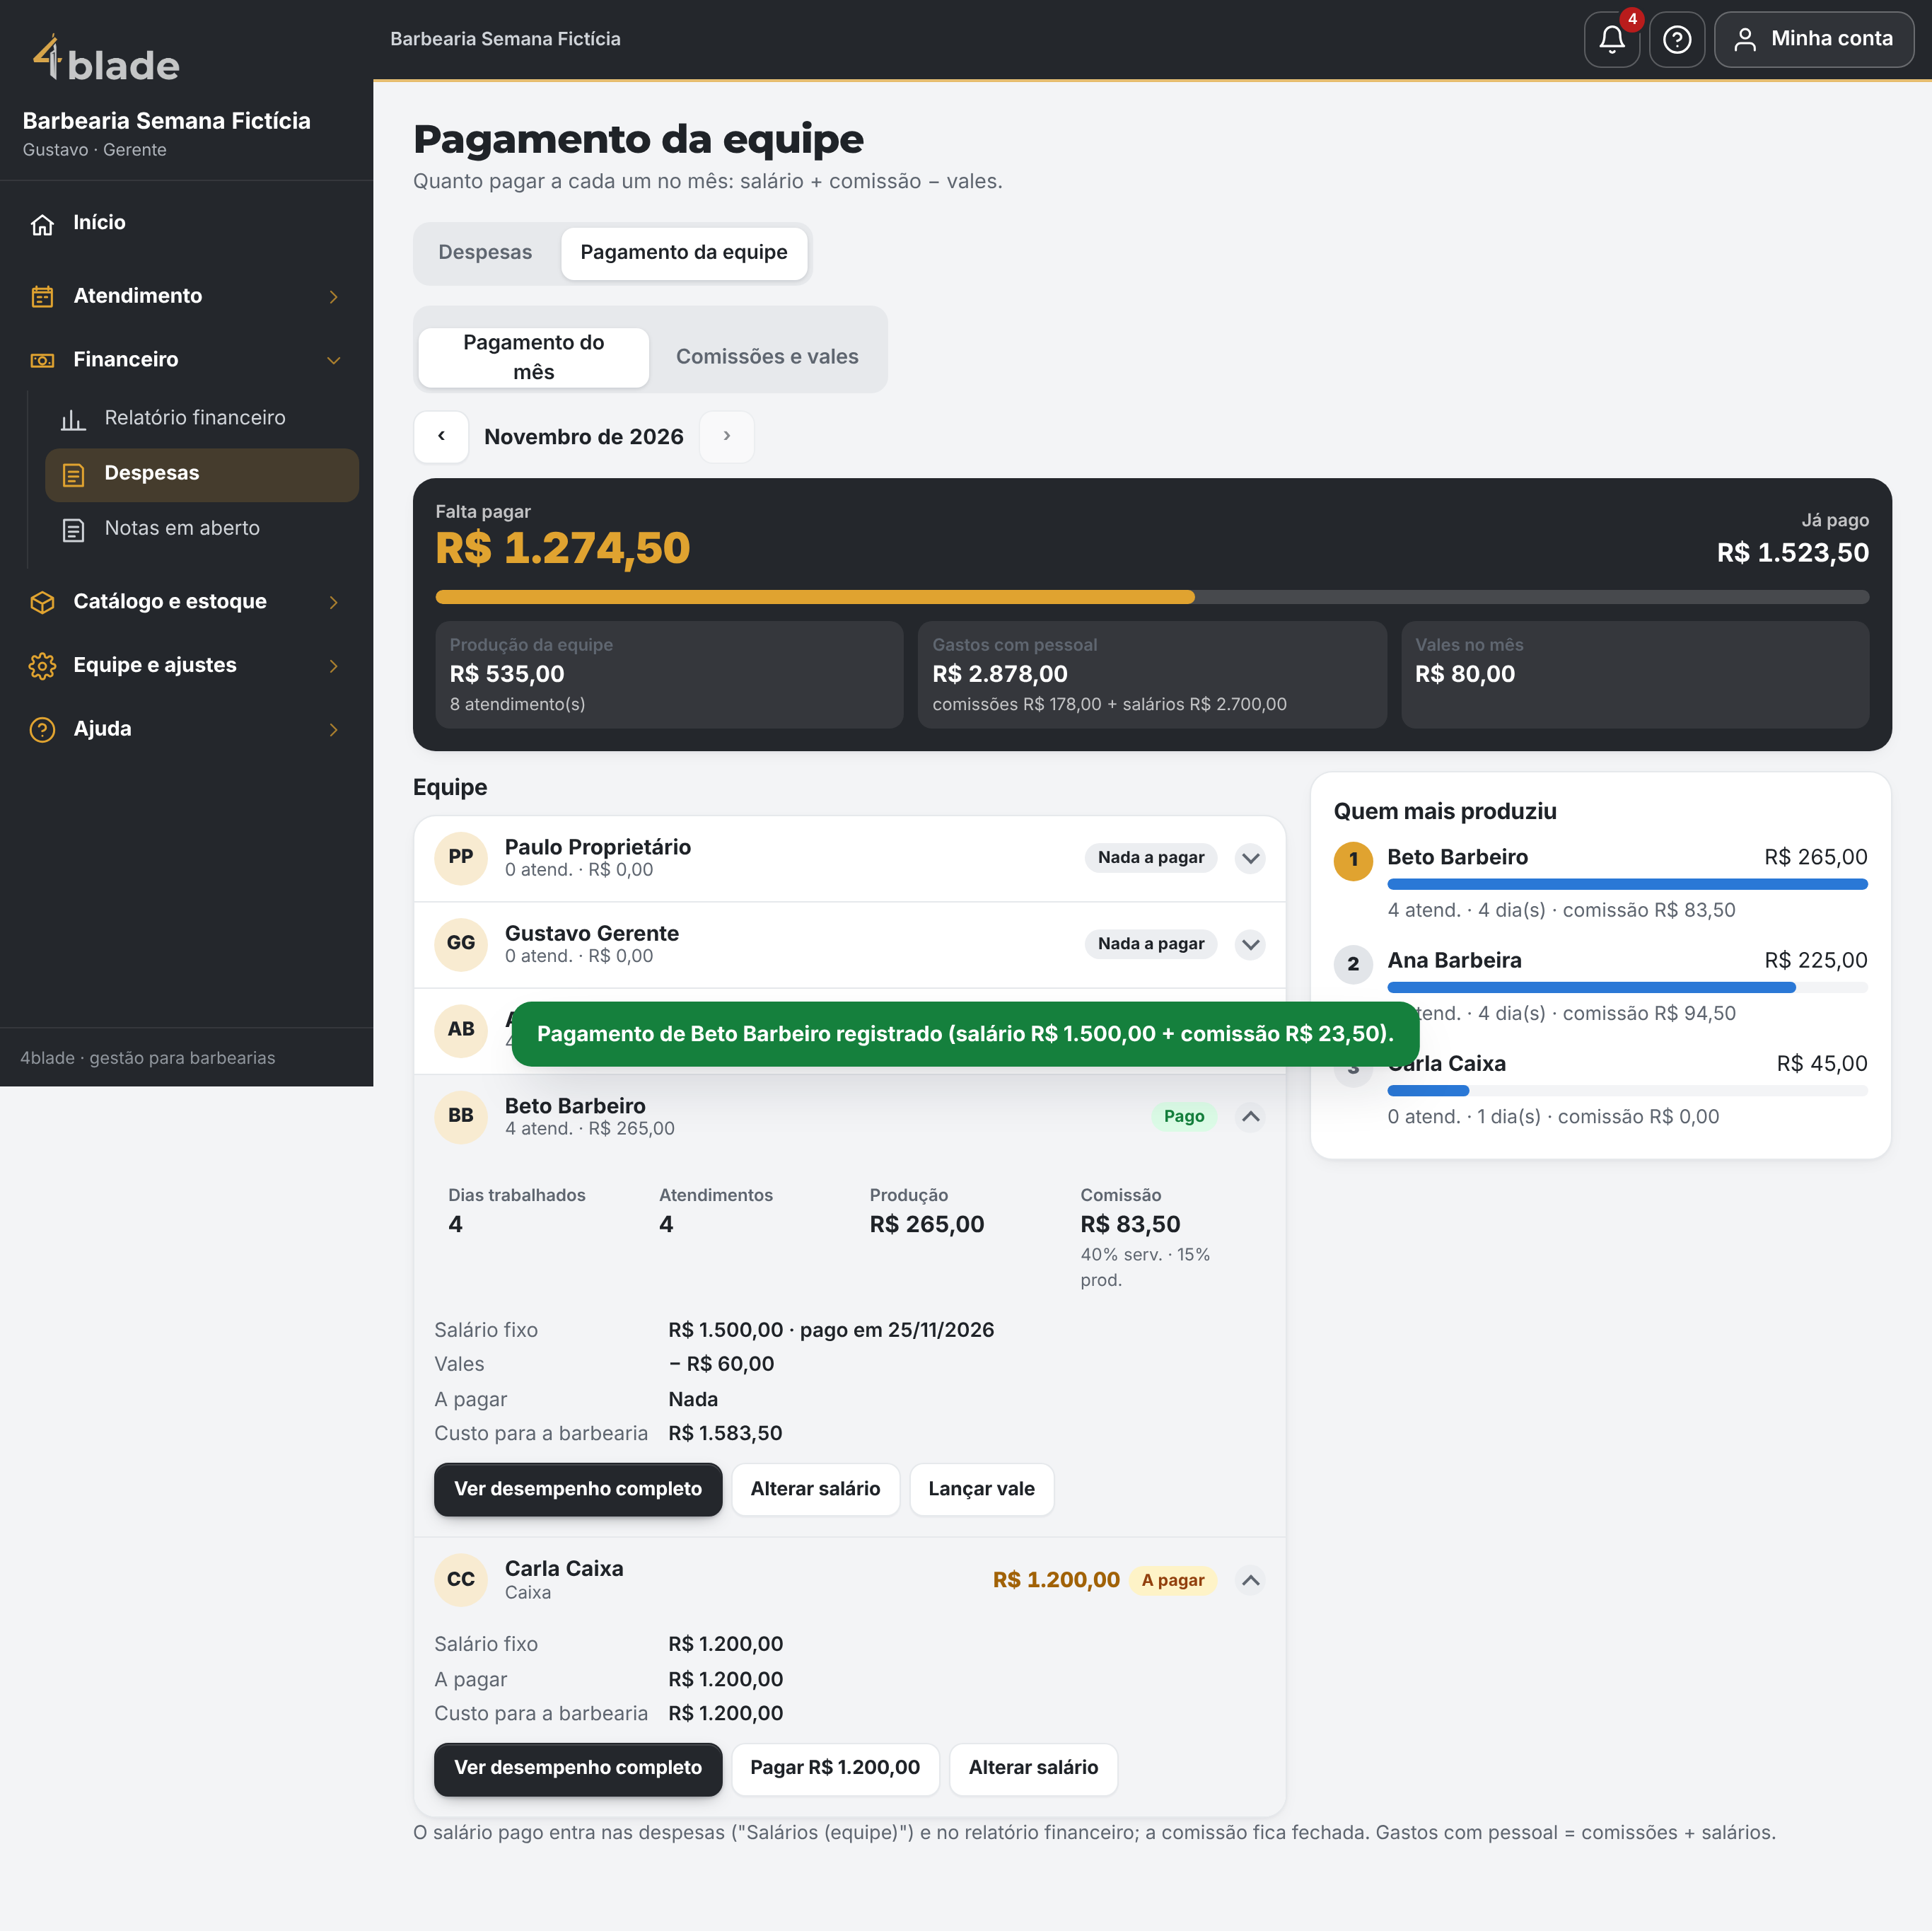 4blade
Barbearia Semana Fictícia
Gustavo · Gerente
Início
Atendimento
Financeiro
Relatório financeiro
Despesas
Notas em aberto
Catálogo e estoque
Equipe e ajustes
Ajuda
4blade · gestão para barbearias
Barbearia Semana Fictícia
4
Minha conta
Pagamento da equipe
Quanto pagar a cada um no mês: salário + comissão − vales.
Despesas
Pagamento da equipe
Pagamento do
mês
Comissões e vales
‹ Novembro de 2026 ›
Falta pagar
R$ 1.274,50
Já pago
R$ 1.523,50
Produção da equipe
R$ 535,00
8 atendimento(s)
Gastos com pessoal
R$ 2.878,00
comissões R$ 178,00 + salários R$ 2.700,00
Vales no mês
R$ 80,00
Equipe
PP
Paulo Proprietário
0 atend. · R$ 0,00
Nada a pagar
GG
Gustavo Gerente
0 atend. · R$ 0,00
Nada a pagar
AB
Pagamento de Beto Barbeiro registrado (salário R$ 1.500,00 + comissão R$ 23,50).
BB
Beto Barbeiro
4 atend. · R$ 265,00
Pago
Dias trabalhados
4
Atendimentos
4
Produção
R$ 265,00
Comissão
R$ 83,50
40% serv. · 15%
prod.
Salário fixo R$ 1.500,00 · pago em 25/11/2026
Vales − R$ 60,00
A pagar Nada
Custo para a barbearia R$ 1.583,50
Ver desempenho completo
Alterar salário
Lançar vale
CC
Carla Caixa
Caixa
R$ 1.200,00
A pagar
Salário fixo R$ 1.200,00
A pagar R$ 1.200,00
Custo para a barbearia R$ 1.200,00
Ver desempenho completo
Pagar R$ 1.200,00
Alterar salário
O salário pago entra nas despesas ("Salários (equipe)") e no relatório financeiro; a comissão fica fechada. Gastos com pessoal = comissões + salários.
Quem mais produziu
1
Beto Barbeiro R$ 265,00
4 atend. · 4 dia(s) · comissão R$ 83,50
2
Ana Barbeira R$ 225,00
4 dia(s) · comissão R$ 94,50
3
Carla Caixa R$ 45,00
0 atend. · 1 dia(s) · comissão R$ 0,00